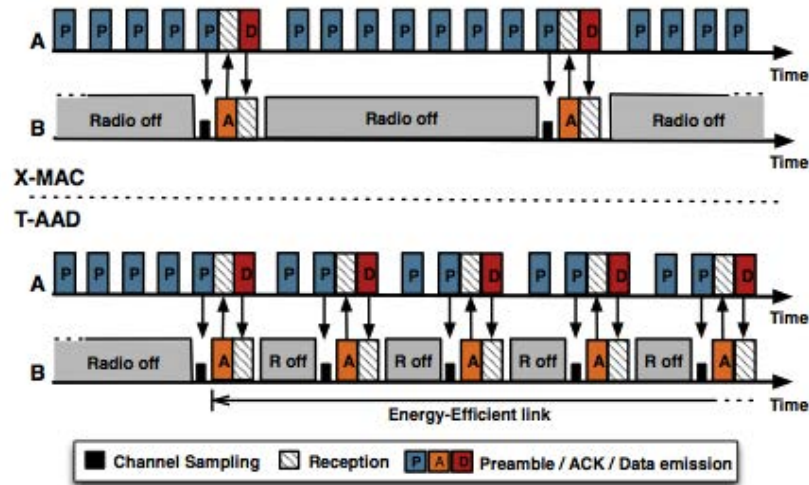 A P P P P P D P P P P P P P P D P P P P
Time
B Radio off A Radio off A Radio off
Time
X-MAC
T-AAD
A P P P P P D P P D P P D P P D P P D
Time
B Radio off A R off A R off A R off A R off A
Time
Energy-Efficient link
Channel Sampling Reception P A D Preamble / ACK / Data emission